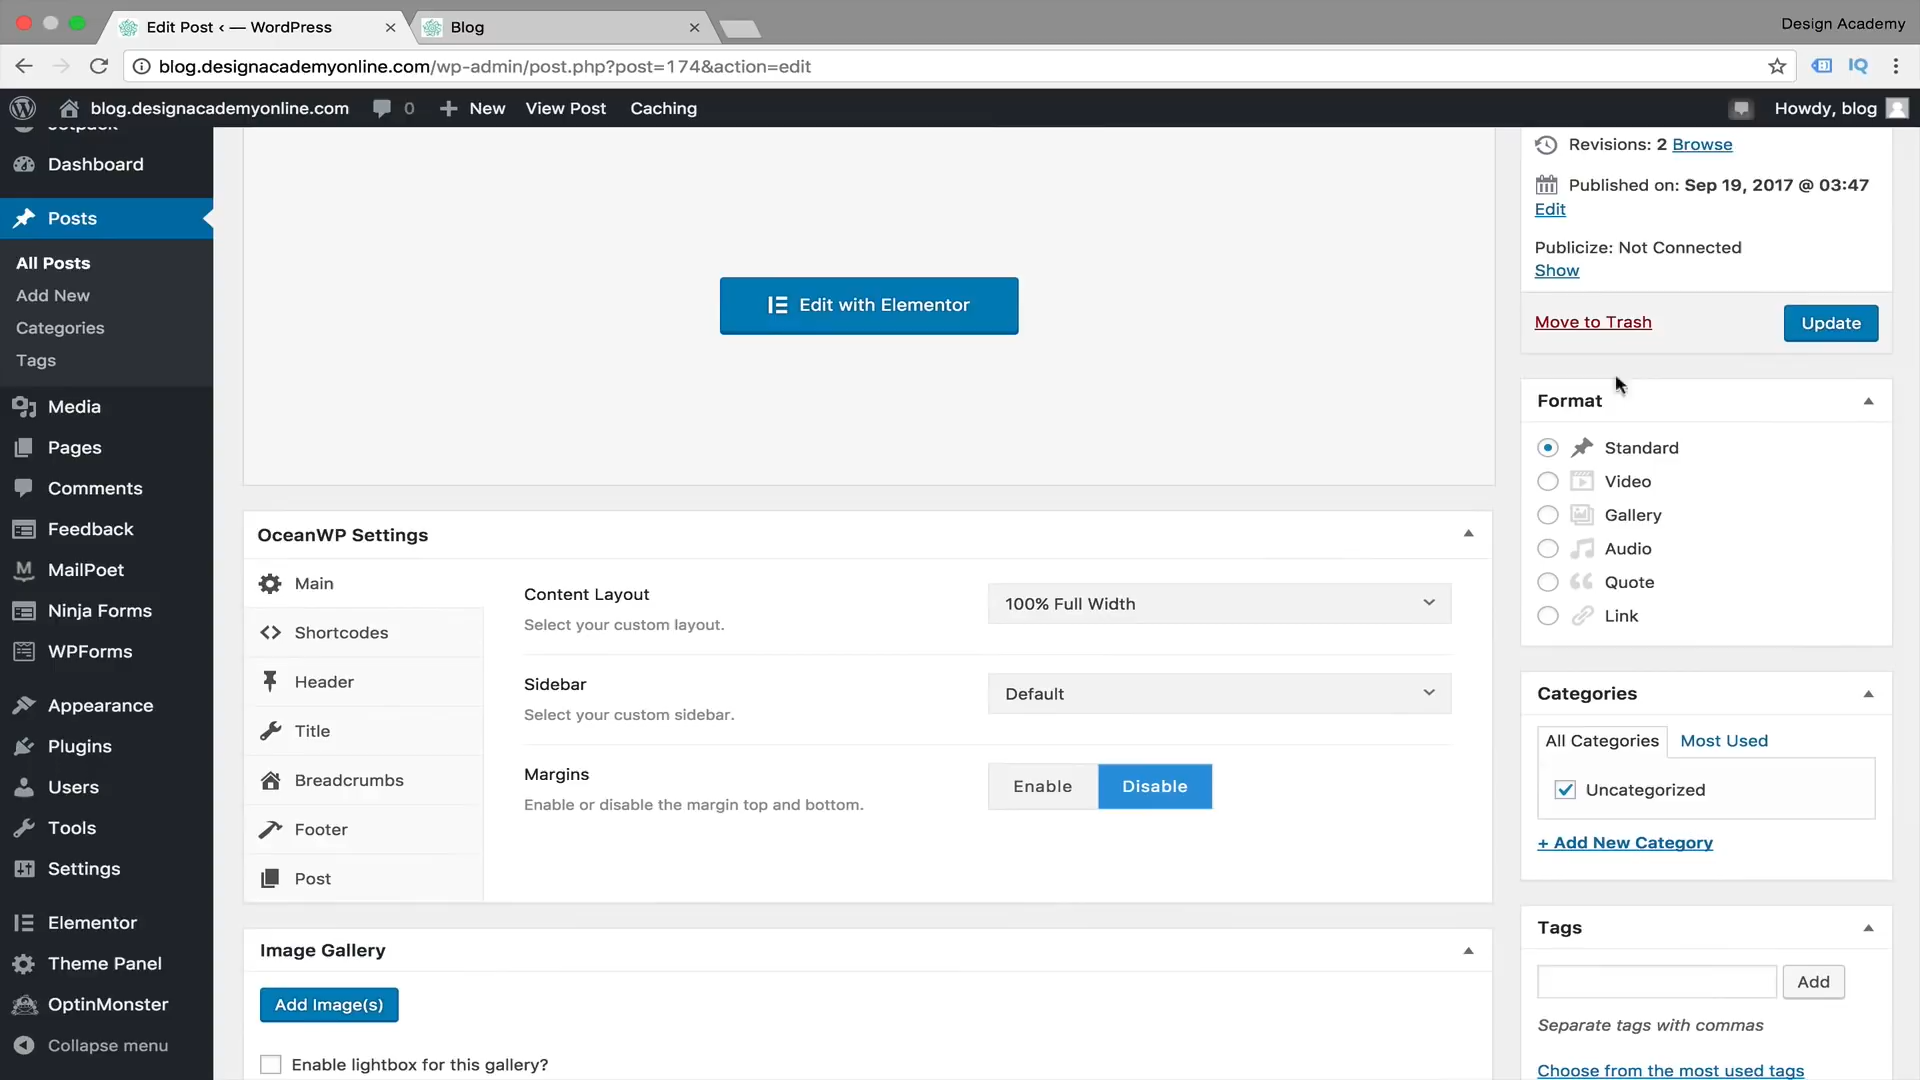 Edit Post ‹ — WordPress
Blog
Design Academy
blog.designacademyonline.com/wp-admin/post.php?post=174&action=edit
IQ
blog.designacademyonline.com
0
New
View Post
Caching
Howdy, blog
Jetpack
Dashboard
Posts
All Posts
Add New
Categories
Tags
Media
Pages
Comments
Feedback
MailPoet
Ninja Forms
WPForms
Appearance
Plugins
Users
Tools
Settings
Elementor
Theme Panel
OptinMonster
Collapse menu
Edit with Elementor
OceanWP Settings
Main
Shortcodes
Header
Title
Breadcrumbs
Footer
Post
Content Layout
Select your custom layout.
100% Full Width
Sidebar
Select your custom sidebar.
Default
Margins
Enable or disable the margin top and bottom.
Enable
Disable
Image Gallery
Add Image(s)
Enable lightbox for this gallery?
Revisions: 2 Browse
Published on: Sep 19, 2017 @ 03:47
Edit
Publicize: Not Connected
Show
Move to Trash
Update
Format
Standard
Video
Gallery
Audio
Quote
Link
Categories
All Categories
Most Used
Uncategorized
+ Add New Category
Tags
Add
Separate tags with commas
Choose from the most used tags